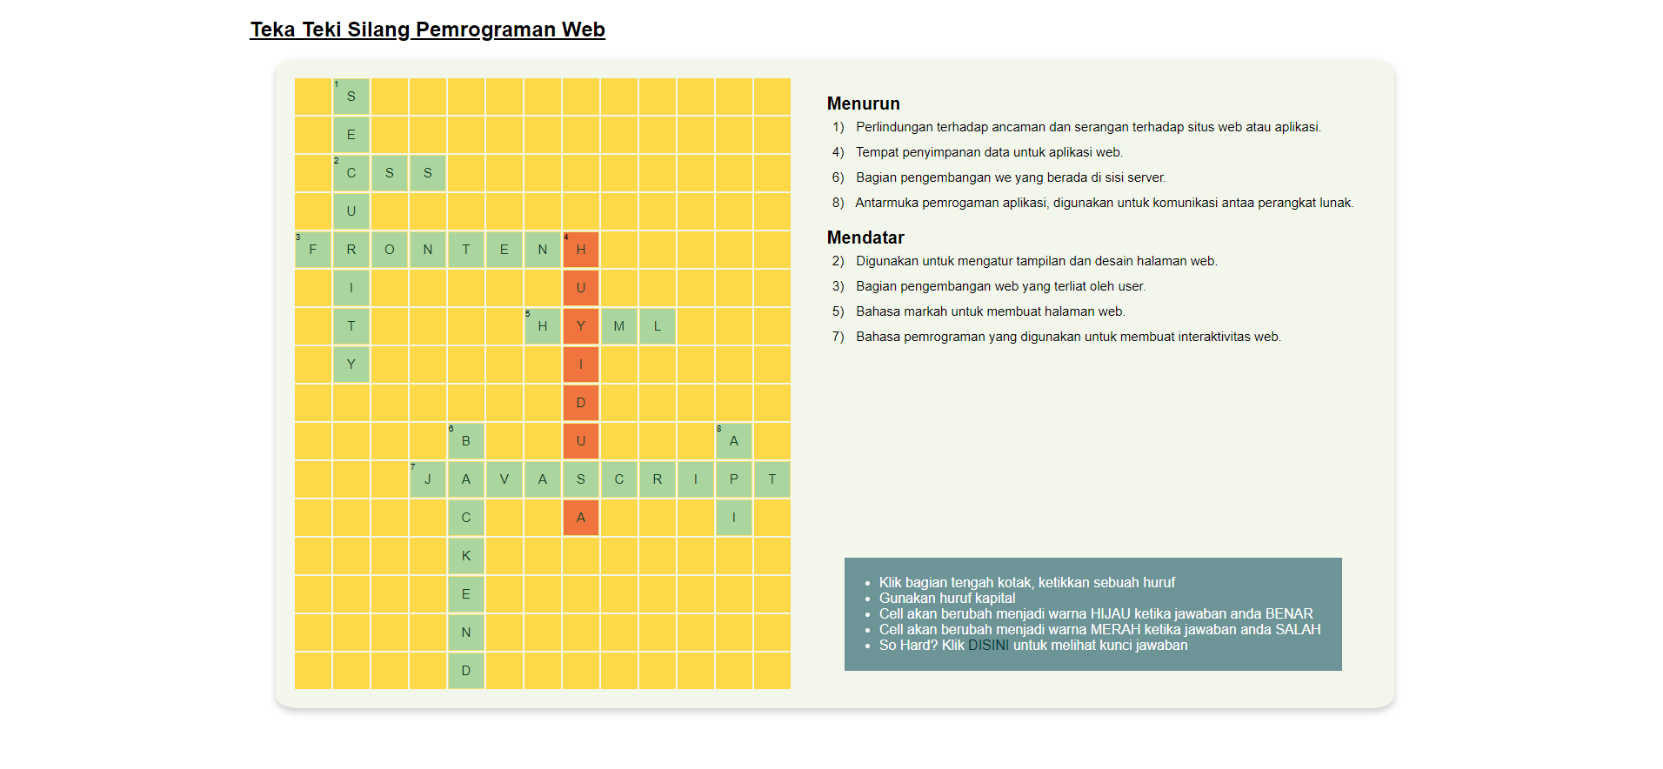 Teka Teki Silang Pemrograman Web
1 S
E
2 C S S
U
3 F R O N T E N 4 H
I U
T 5 H Y M L
Y I
D
6 B U 8 A
7 J A V A S C R I P T
C A I
K
E
N
D
Menurun
1) Perlindungan terhadap ancaman dan serangan terhadap situs web atau aplikasi.
4) Tempat penyimpanan data untuk aplikasi web.
6) Bagian pengembangan we yang berada di sisi server.
8) Antarmuka pemrogaman aplikasi, digunakan untuk komunikasi antaa perangkat lunak.
Mendatar
2) Digunakan untuk mengatur tampilan dan desain halaman web.
3) Bagian pengembangan web yang terliat oleh user.
5) Bahasa markah untuk membuat halaman web.
7) Bahasa pemrograman yang digunakan untuk membuat interaktivitas web.
• Klik bagian tengah kotak, ketikkan sebuah huruf
• Gunakan huruf kapital
• Cell akan berubah menjadi warna HIJAU ketika jawaban anda BENAR
• Cell akan berubah menjadi warna MERAH ketika jawaban anda SALAH
• So Hard? Klik DISINI untuk melihat kunci jawaban